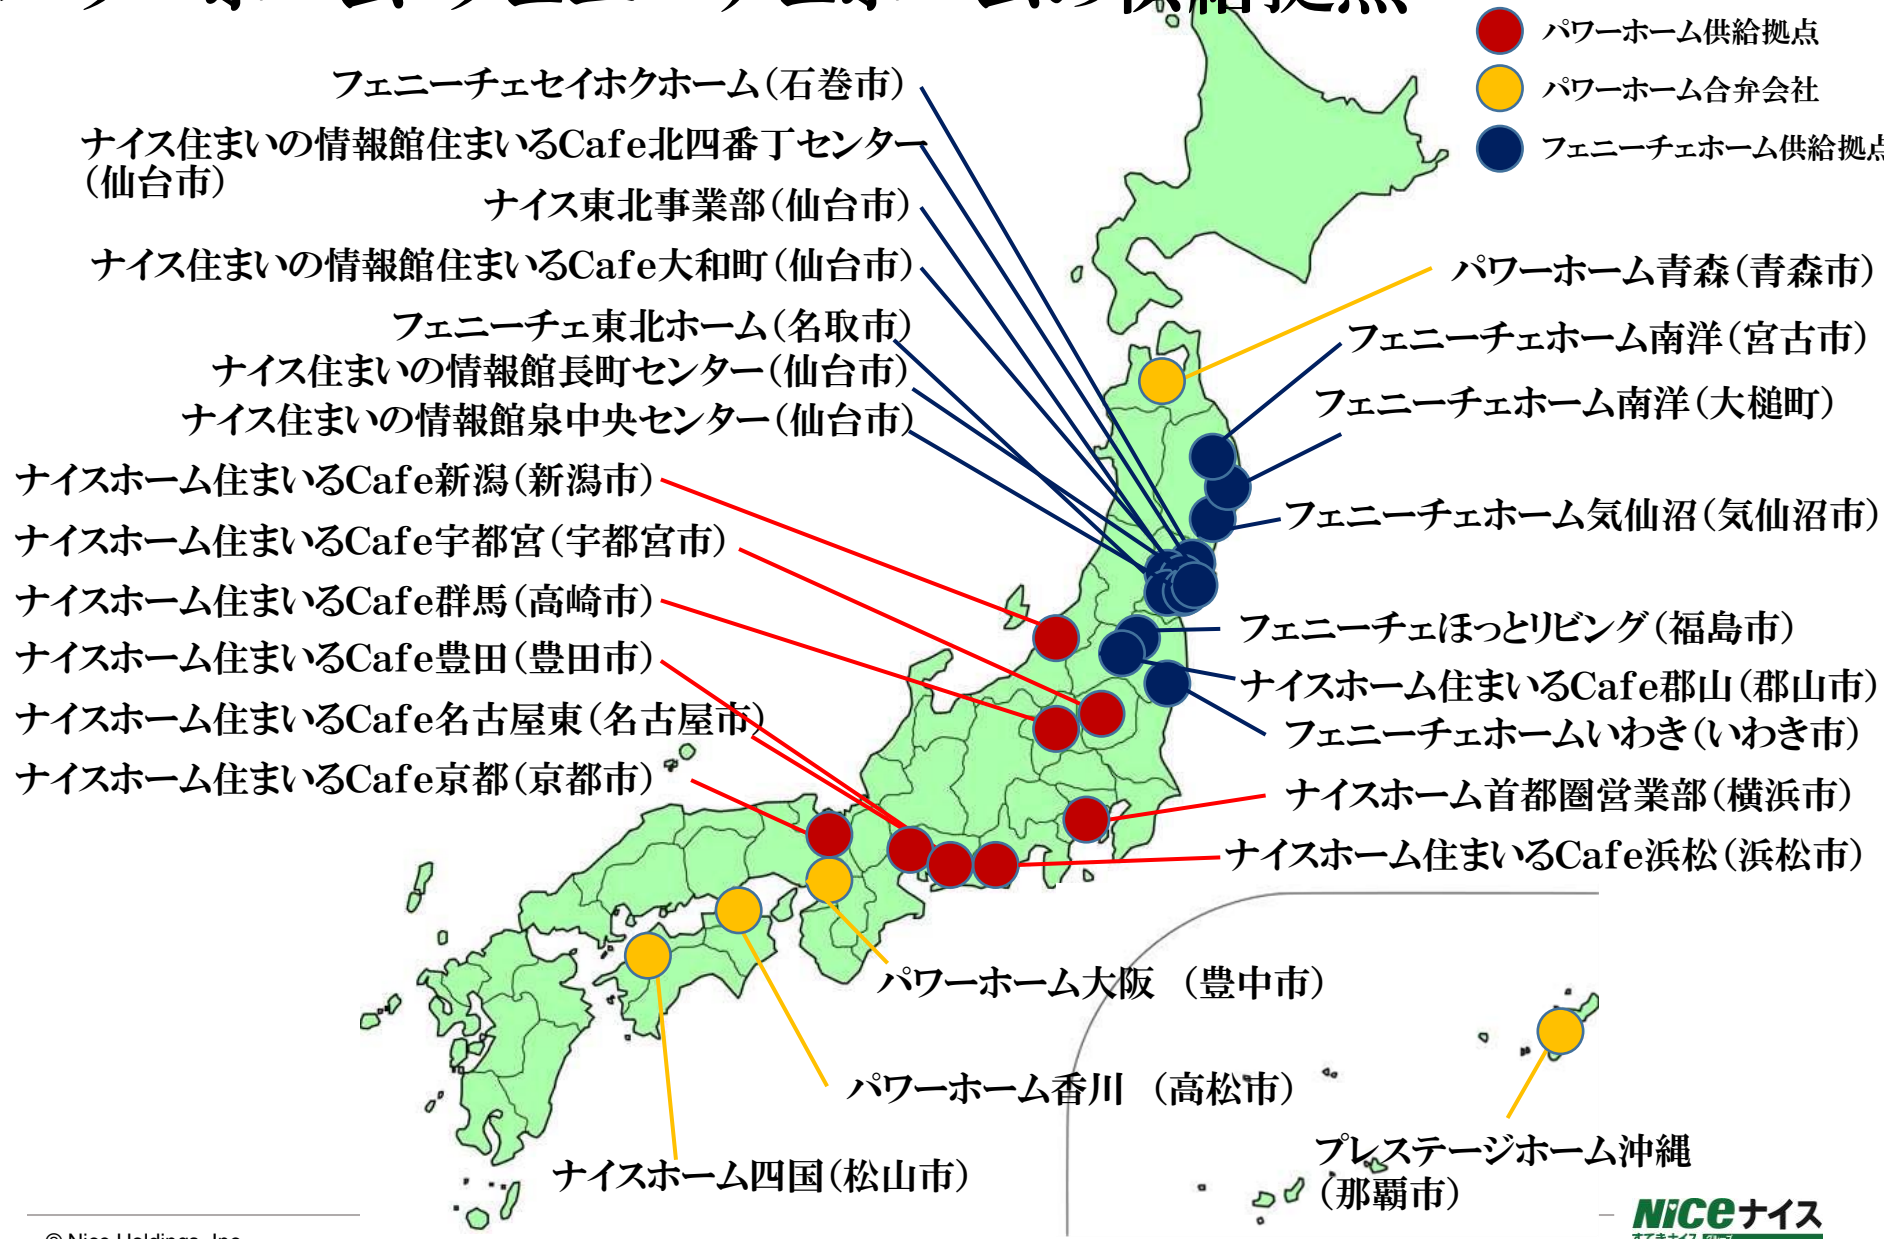 パワーホーム供給拠点
パワーホーム合弁会社
フェニーチェホーム供給拠点
フェニーチェセイホクホーム(石巻市)
ナイス住まいの情報館住まいるCafe北四番丁センター
(仙台市)
ナイス東北事業部(仙台市)
ナイス住まいの情報館住まいるCafe大和町(仙台市)
フェニーチェ東北ホーム(名取市)
ナイス住まいの情報館長町センター(仙台市)
ナイス住まいの情報館泉中央センター(仙台市)
ナイスホーム住まいるCafe新潟(新潟市)
ナイスホーム住まいるCafe宇都宮(宇都宮市)
ナイスホーム住まいるCafe群馬(高崎市)
ナイスホーム住まいるCafe豊田(豊田市)
ナイスホーム住まいるCafe名古屋東(名古屋市)
ナイスホーム住まいるCafe京都(京都市)
パワーホーム青森(青森市)
フェニーチェホーム南洋(宮古市)
フェニーチェホーム南洋(大槌町)
フェニーチェホーム気仙沼(気仙沼市)
フェニーチェほっとリビング(福島市)
ナイスホーム住まいるCafe郡山(郡山市)
フェニーチェホームいわき(いわき市)
ナイスホーム首都圏営業部(横浜市)
ナイスホーム住まいるCafe浜松(浜松市)
パワーホーム大阪 (豊中市)
パワーホーム香川 (高松市)
ナイスホーム四国(松山市)
プレステージホーム沖縄
(那覇市)
© Nice Holdings, Inc.
Nice ナイス